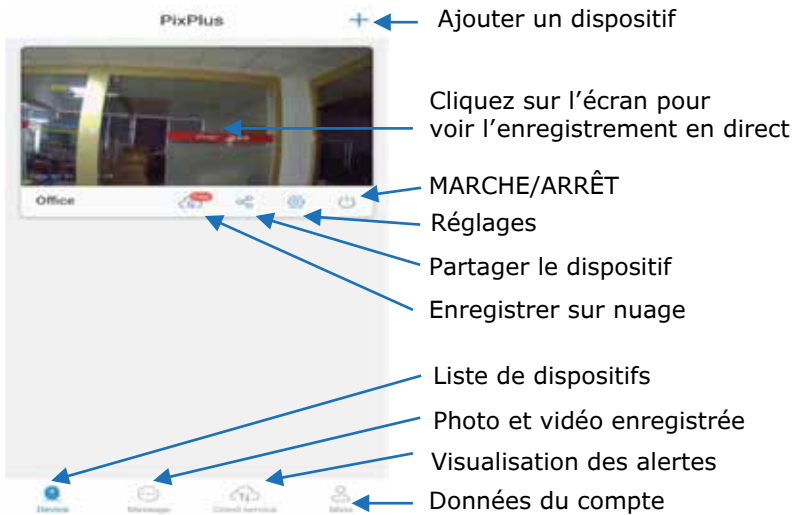 PixPlus
Ajouter un dispositif
Cliquez sur l'écran pour
voir l'enregistrement en direct
MARCHE/ARRÊT
Office
Réglages
Partager le dispositif
Enregistrer sur nuage
Liste de dispositifs
Photo et vidéo enregistrée
Visualisation des alertes
Données du compte
Device
Message
Cloud service
Mine